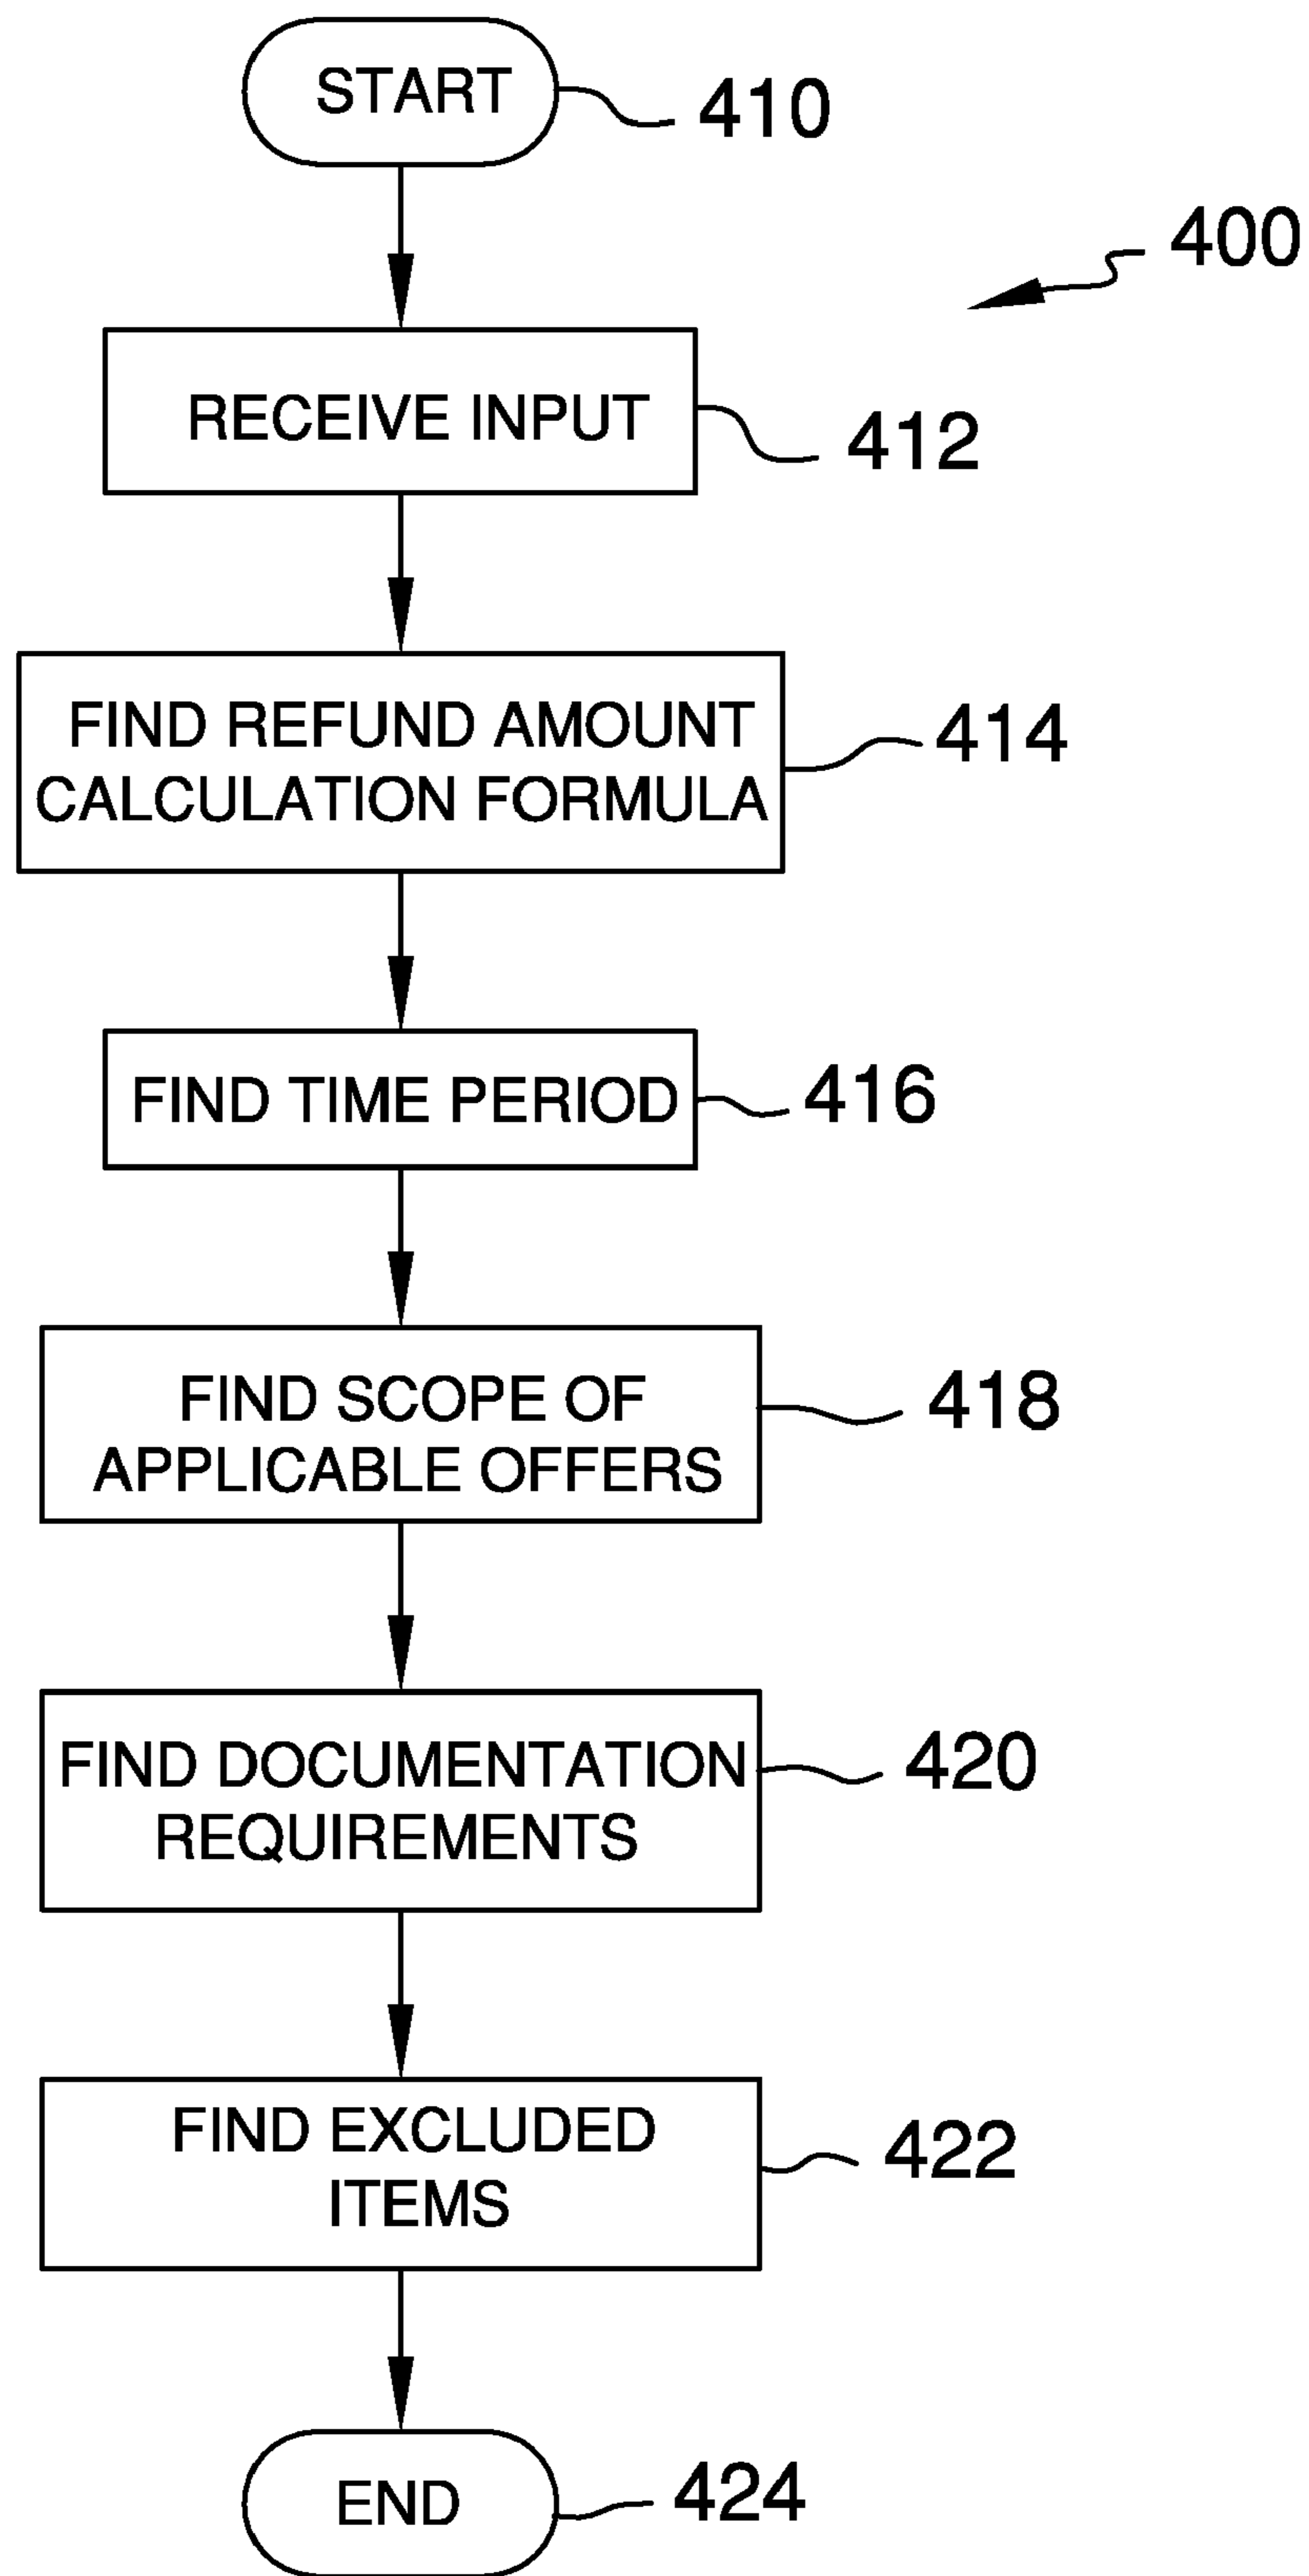 START
410
400
RECEIVE INPUT
412
FIND REFUND AMOUNT
CALCULATION FORMULA
414
FIND TIME PERIOD
416
FIND SCOPE OF
APPLICABLE OFFERS
418
FIND DOCUMENTATION
REQUIREMENTS
420
FIND EXCLUDED
ITEMS
422
END
424